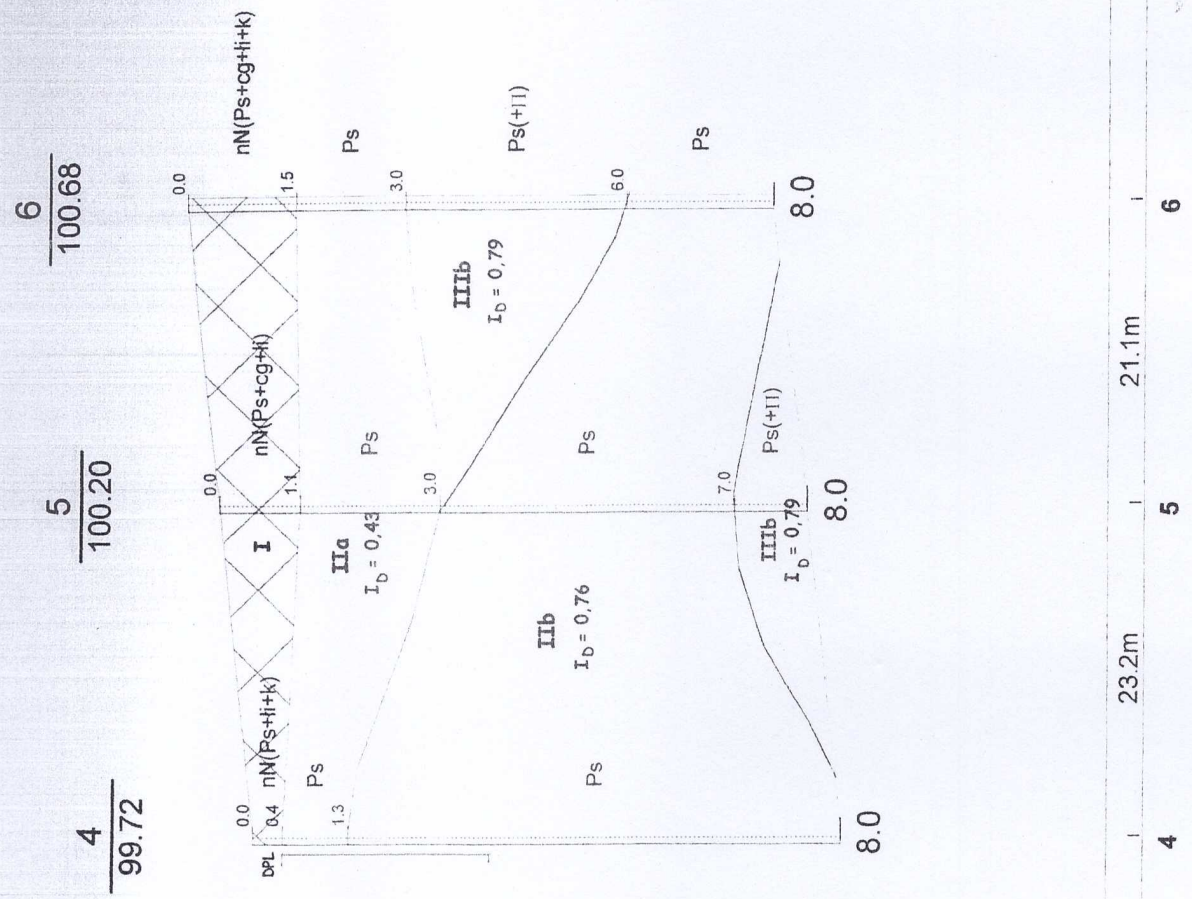 4
99.72
5
100.20
6
100.68
DPL
0.0
0.4
1.3
8.0
nN(Ps+ łi+k)
Ps
Ps
I
IIa
I_D = 0,43
IIb
I_D = 0,76
IIIb
I_D = 0,79
0.0
1.1
3.0
7.0
8.0
nN(Ps+cg+łi)
Ps
Ps
Ps(+Π)
IIIb
I_D = 0,79
0.0
1.5
3.0
6.0
8.0
nN(Ps+cg+łi+k)
Ps
Ps(+Π)
Ps
23.2m
21.1m
4
5
6